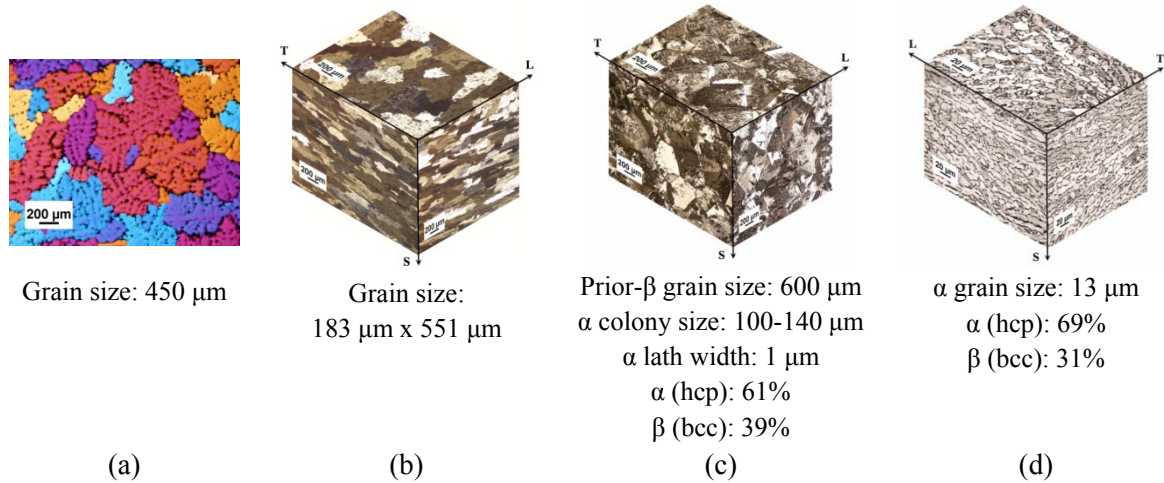 200 µm
Grain size: 450 µm
(a)
T
L
200 µm
200 µm
200 µm
S
Grain size:
183 µm x 551 µm
(b)
T
L
200 µm
200 µm
200 µm
S
Prior-β grain size: 600 µm
α colony size: 100-140 µm
α lath width: 1 µm
α (hcp): 61%
β (bcc): 39%
(c)
L
T
20 µm
20 µm
20 µm
S
α grain size: 13 µm
α (hcp): 69%
β (bcc): 31%
(d)